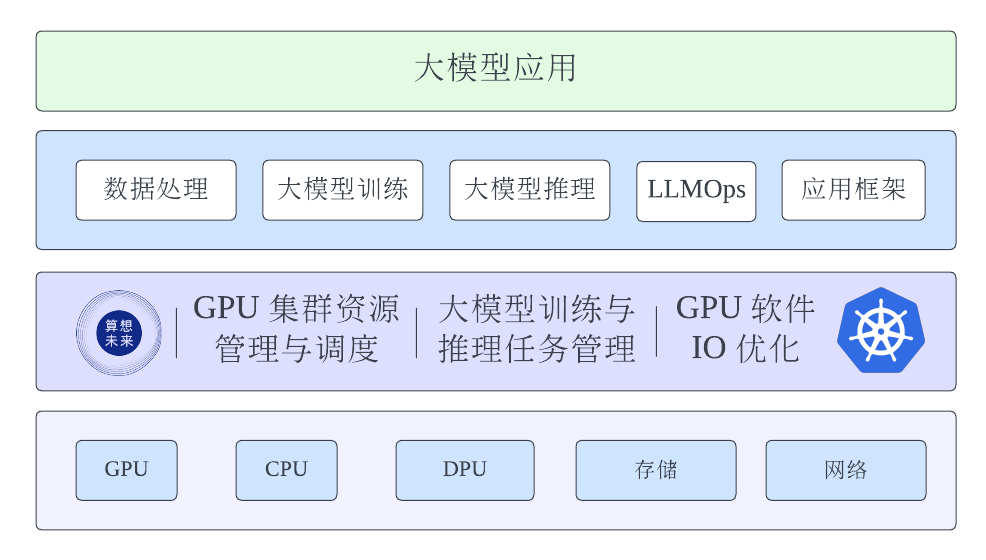 大模型应用
数据处理
大模型训练
大模型推理
LLMOps
应用框架
算想
未来
GPU 集群资源
管理与调度
大模型训练与
推理任务管理
GPU 软件
IO 优化
GPU
CPU
DPU
存储
网络